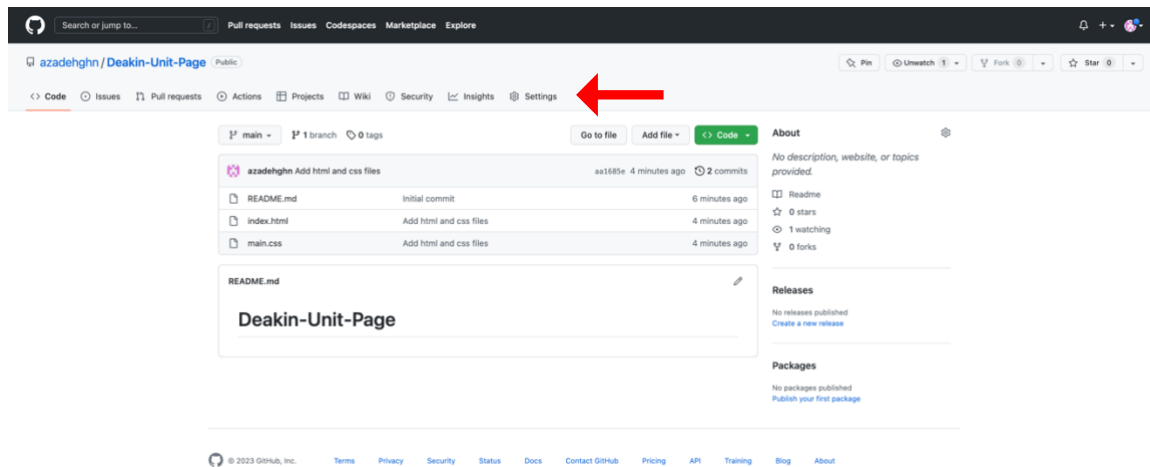 Search or jump to... / Pull requests Issues Codespaces Marketplace Explore
azadehghn / Deakin-Unit-Page Public Pin Unwatch 1 Fork 0 Star 0
<> Code Issues Pull requests Actions Projects Wiki Security Insights Settings
main 1 branch 0 tags Go to file Add file <> Code
azadehghn Add html and css files aa1685e 4 minutes ago 2 commits
README.md Initial commit 6 minutes ago
index.html Add html and css files 4 minutes ago
main.css Add html and css files 4 minutes ago
README.md
Deakin-Unit-Page
About
No description, website, or topics
provided.
Readme
0 stars
1 watching
0 forks
Releases
No releases published
Create a new release
Packages
No packages published
Publish your first package
© 2023 GitHub, Inc. Terms Privacy Security Status Docs Contact GitHub Pricing API Training Blog About